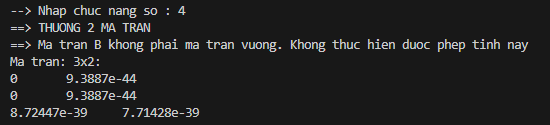 --> Nhap chuc nang so : 4
==> THUONG 2 MA TRAN
==> Ma tran B khong phai ma tran vuong. Khong thuc hien duoc phep tinh nay
Ma tran: 3x2:
0 9.3887e-44
0 9.3887e-44
8.72447e-39 7.71428e-39